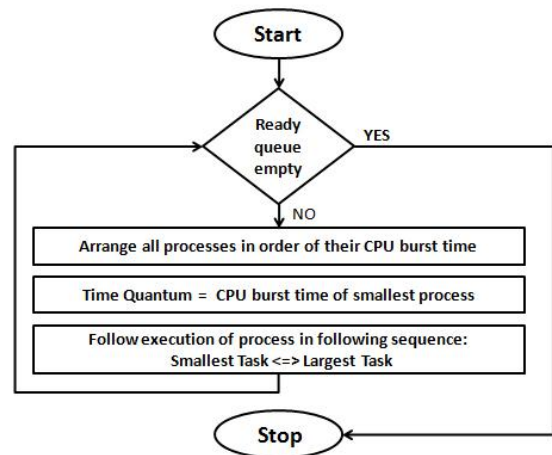 Start
Ready
queue
empty
YES
NO
Arrange all processes in order of their CPU burst time
Time Quantum = CPU burst time of smallest process
Follow execution of process in following sequence:
Smallest Task <=> Largest Task
Stop